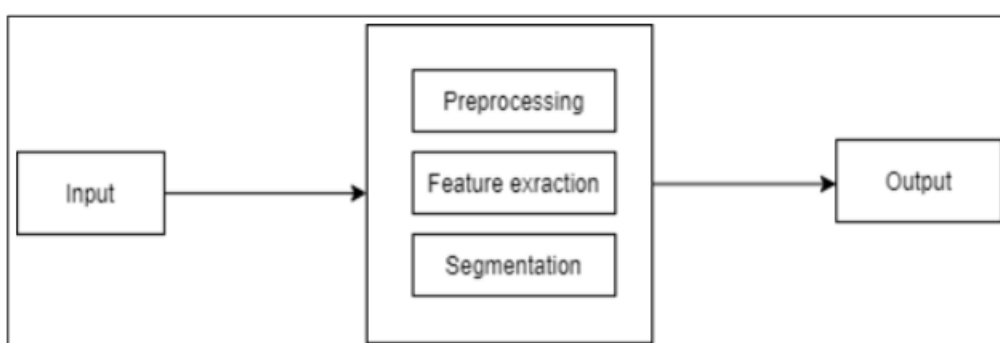 Input
Preprocessing
Feature exraction
Segmentation
Output